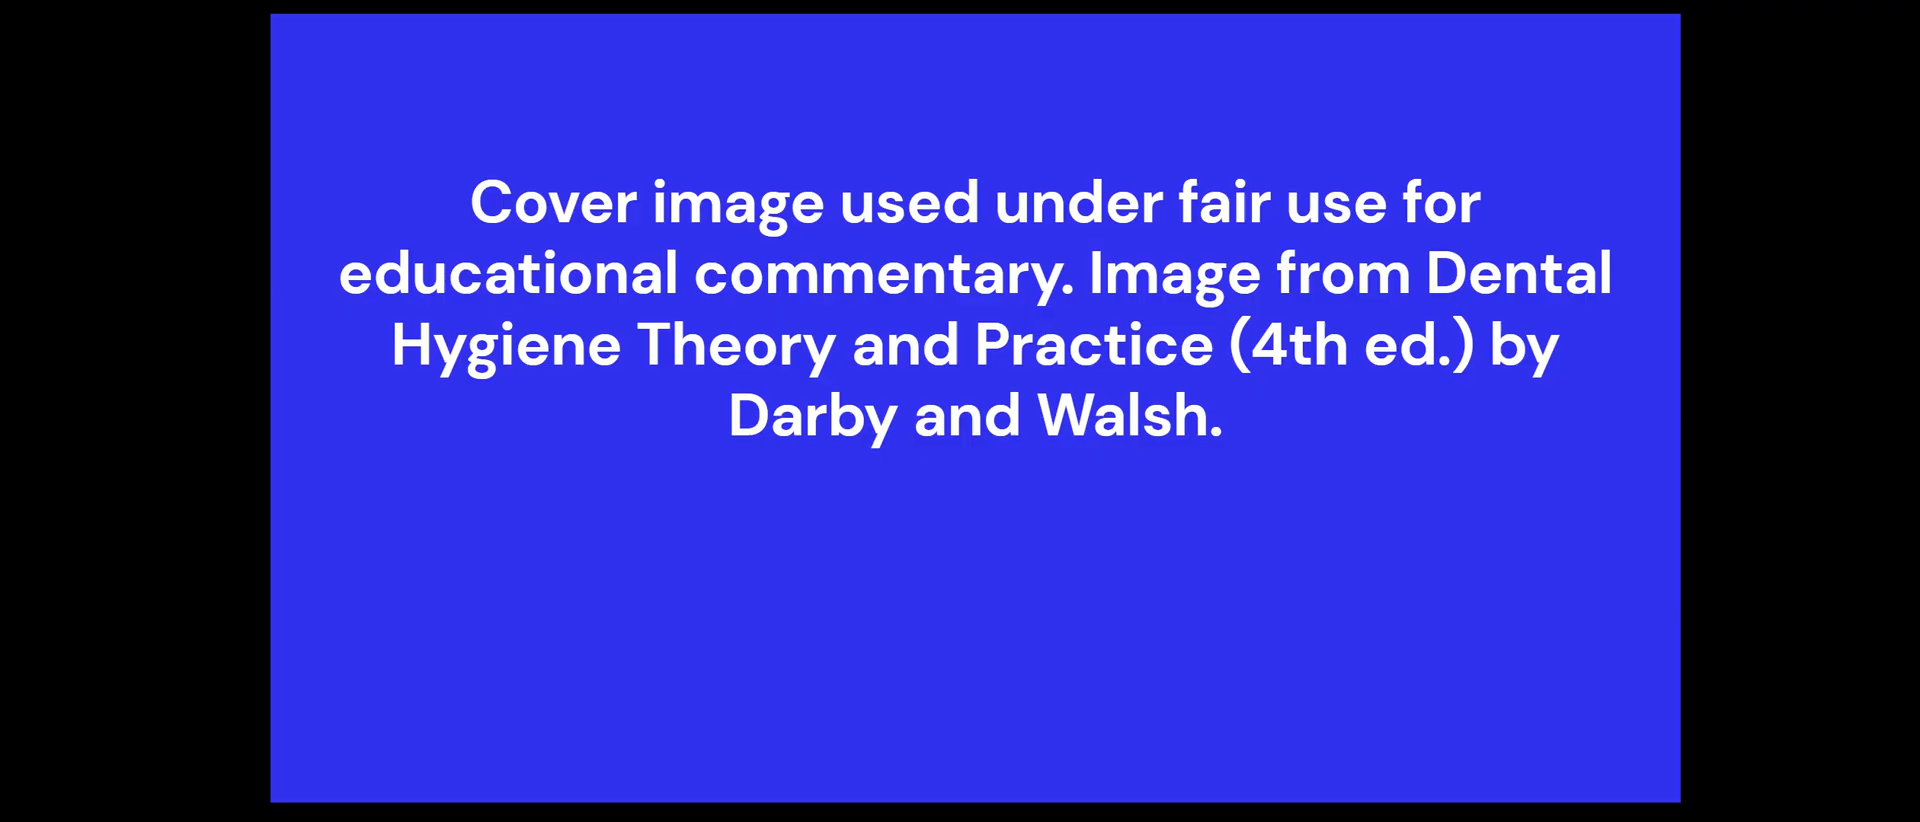 Cover image used under fair use for
educational commentary. Image from Dental
Hygiene Theory and Practice (4th ed.) by
Darby and Walsh.